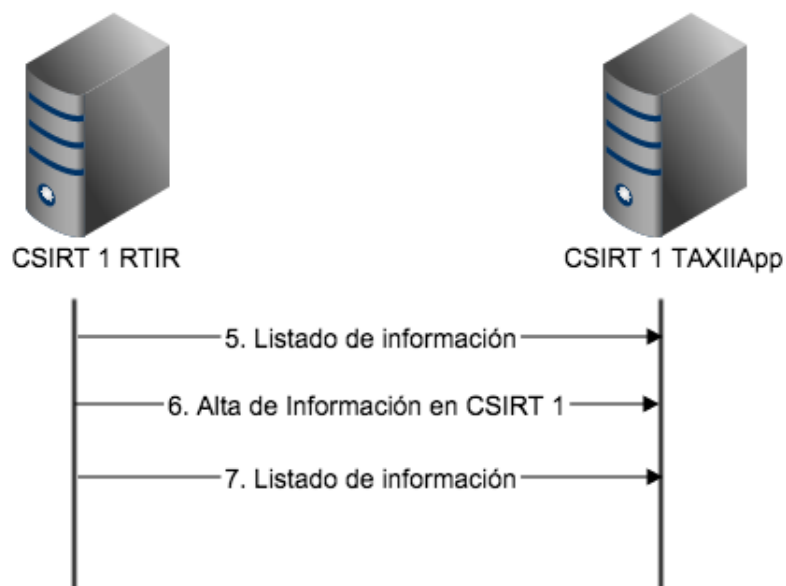 CSIRT 1 RTIR
CSIRT 1 TAXIIApp
5. Listado de información
6. Alta de Información en CSIRT 1
7. Listado de información